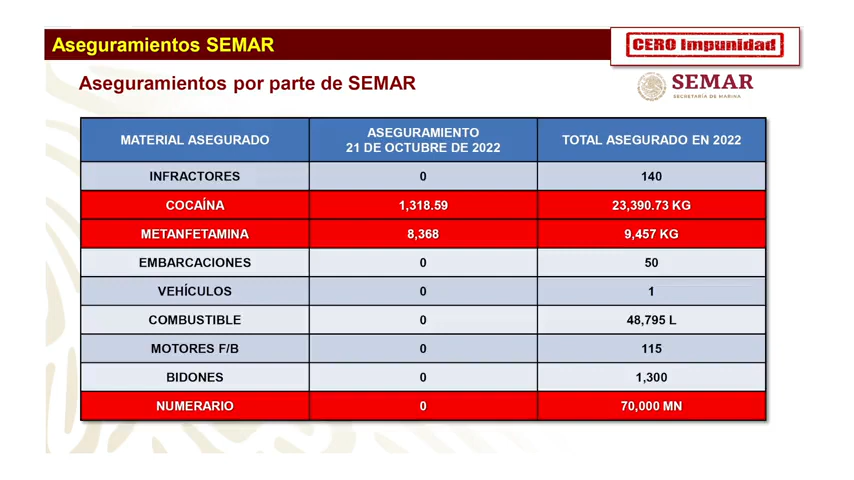 Aseguramientos SEMAR
CERO Impunidad
Aseguramientos por parte de SEMAR
SEMAR
SECRETARÍA DE MARINA
MATERIAL ASEGURADO
ASEGURAMIENTO
21 DE OCTUBRE DE 2022
TOTAL ASEGURADO EN 2022
INFRACTORES 0 140
COCAÍNA 1,318.59 23,390.73 KG
METANFETAMINA 8,368 9,457 KG
EMBARCACIONES 0 50
VEHÍCULOS 0 1
COMBUSTIBLE 0 48,795 L
MOTORES F/B 0 115
BIDONES 0 1,300
NUMERARIO 0 70,000 MN